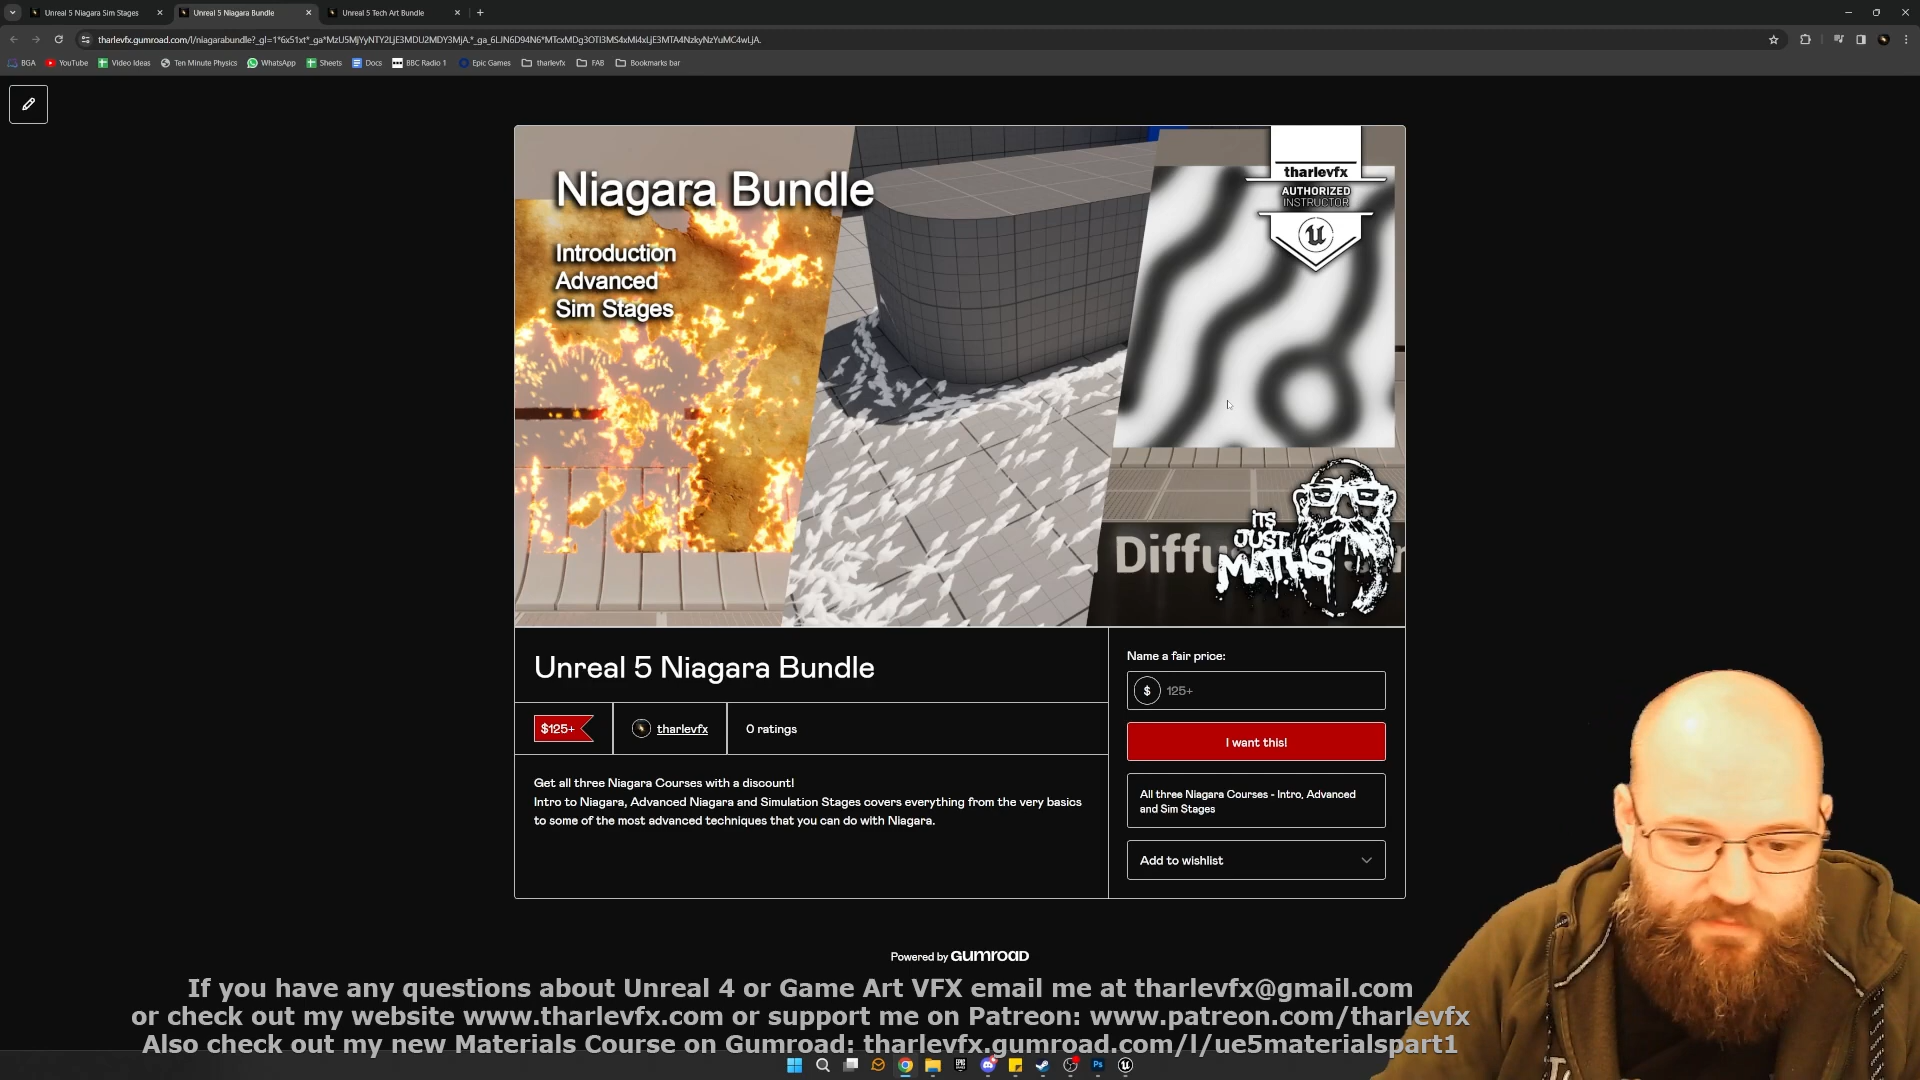 Unreal 5 Niagara Sim Stages
Unreal 5 Niagara Bundle
Unreal 5 Tech Art Bundle
BGA
YouTube
Video Ideas
Ten Minute Physics
WhatsApp
Sheets
Docs
BBC Radio 1
Epic Games
tharlevfx
FAB
Bookmarks bar
Niagara Bundle
Introduction
Advanced
Sim Stages
tharlevfx
AUTHORIZED
INSTRUCTOR
ITS
JUST
MATHS
Unreal 5 Niagara Bundle
$125+
tharlevfx
0 ratings
Get all three Niagara Courses with a discount!
Intro to Niagara, Advanced Niagara and Simulation Stages covers everything from the very basics
to some of the most advanced techniques that you can do with Niagara.
Name a fair price:
$ 125+
I want this!
All three Niagara Courses - Intro, Advanced
and Sim Stages
Add to wishlist
Powered by GUMROAD
If you have any questions about Unreal 4 or Game Art VFX email me at tharlevfx@gmail.com
or check out my website www.tharlevfx.com or support me on Patreon: www.patreon.com/tharlevfx
Also check out my new Materials Course on Gumroad: tharlevfx.gumroad.com/l/ue5materialspart1